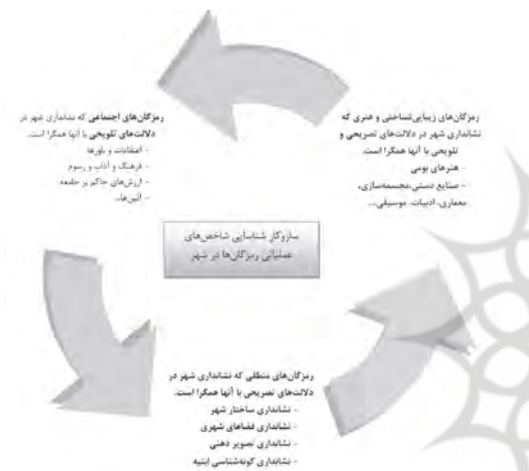 رمزگان‌های زیبایی‌شناختی و هنری که
نشانداری شهر در دلالت‌های تصریحی و
تلویحی با آنها همگرا است.
- هنرهای بومی
- صنایع دستی،مجسمه‌سازی،
معماری، ادبیات، موسیقی...
رمزگان‌های اجتماعی که نشانداری شهر در
دلالت‌های تلویحی با آنها همگرا است.
- اعتقادات و باورها
- فرهنگ و آداب و رسوم
- ارزش‌های حاکم بر جامعه
- آئین‌ها...
سازوکار شناسایی شاخص‌های
عملیاتی رمزگان‌ها در شهر
رمزگان‌های منطقی که نشانداری شهر در
دلالت‌های تصریحی با آنها همگرا است.
- نشانداری ساختار شهر
- نشانداری فضاهای شهری
- نشانداری تصویر ذهنی
- نشانداری گونه‌شناسی ابنیه